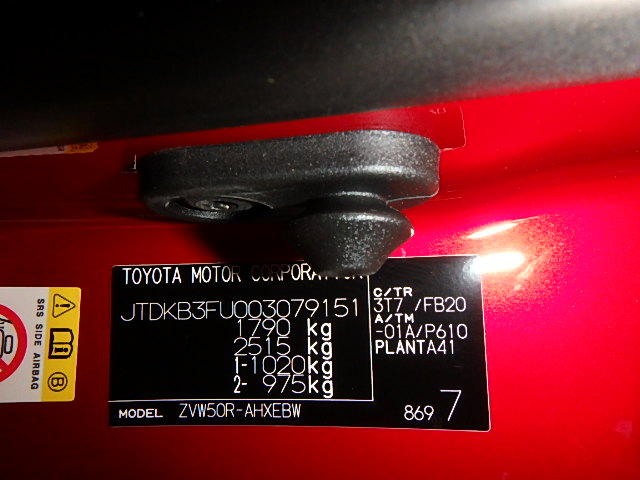 TOYOTA MOTOR CORPORATION
JTDKB3FU003079151
1790 kg
2515 kg
1-1020kg
2- 975kg
C/TR
3T7 /FB20
A/TM
-01A/P610
PLANTA41
MODEL ZVW50R-AHXEBW
869 7
SRS SIDE AIRBAG
B